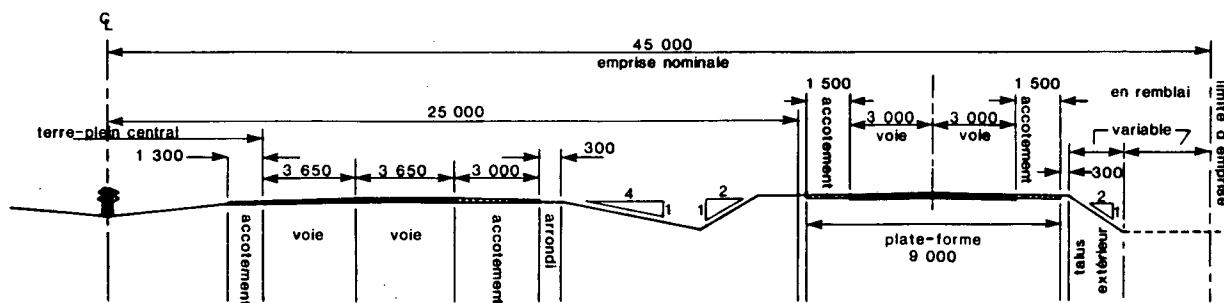 C
L
45 000
emprise nominale
1 500
1 500
en remblai
25 000
accotement
3 000
voie
3 000
voie
accotement
variable
limite d'emprise
terre-plein central
1 300
3 650
3 650
3 000
300
300
4
1
2
1
2
1
accotement
voie
voie
accotement
arrondi
plate-forme
9 000
talus
extérieur